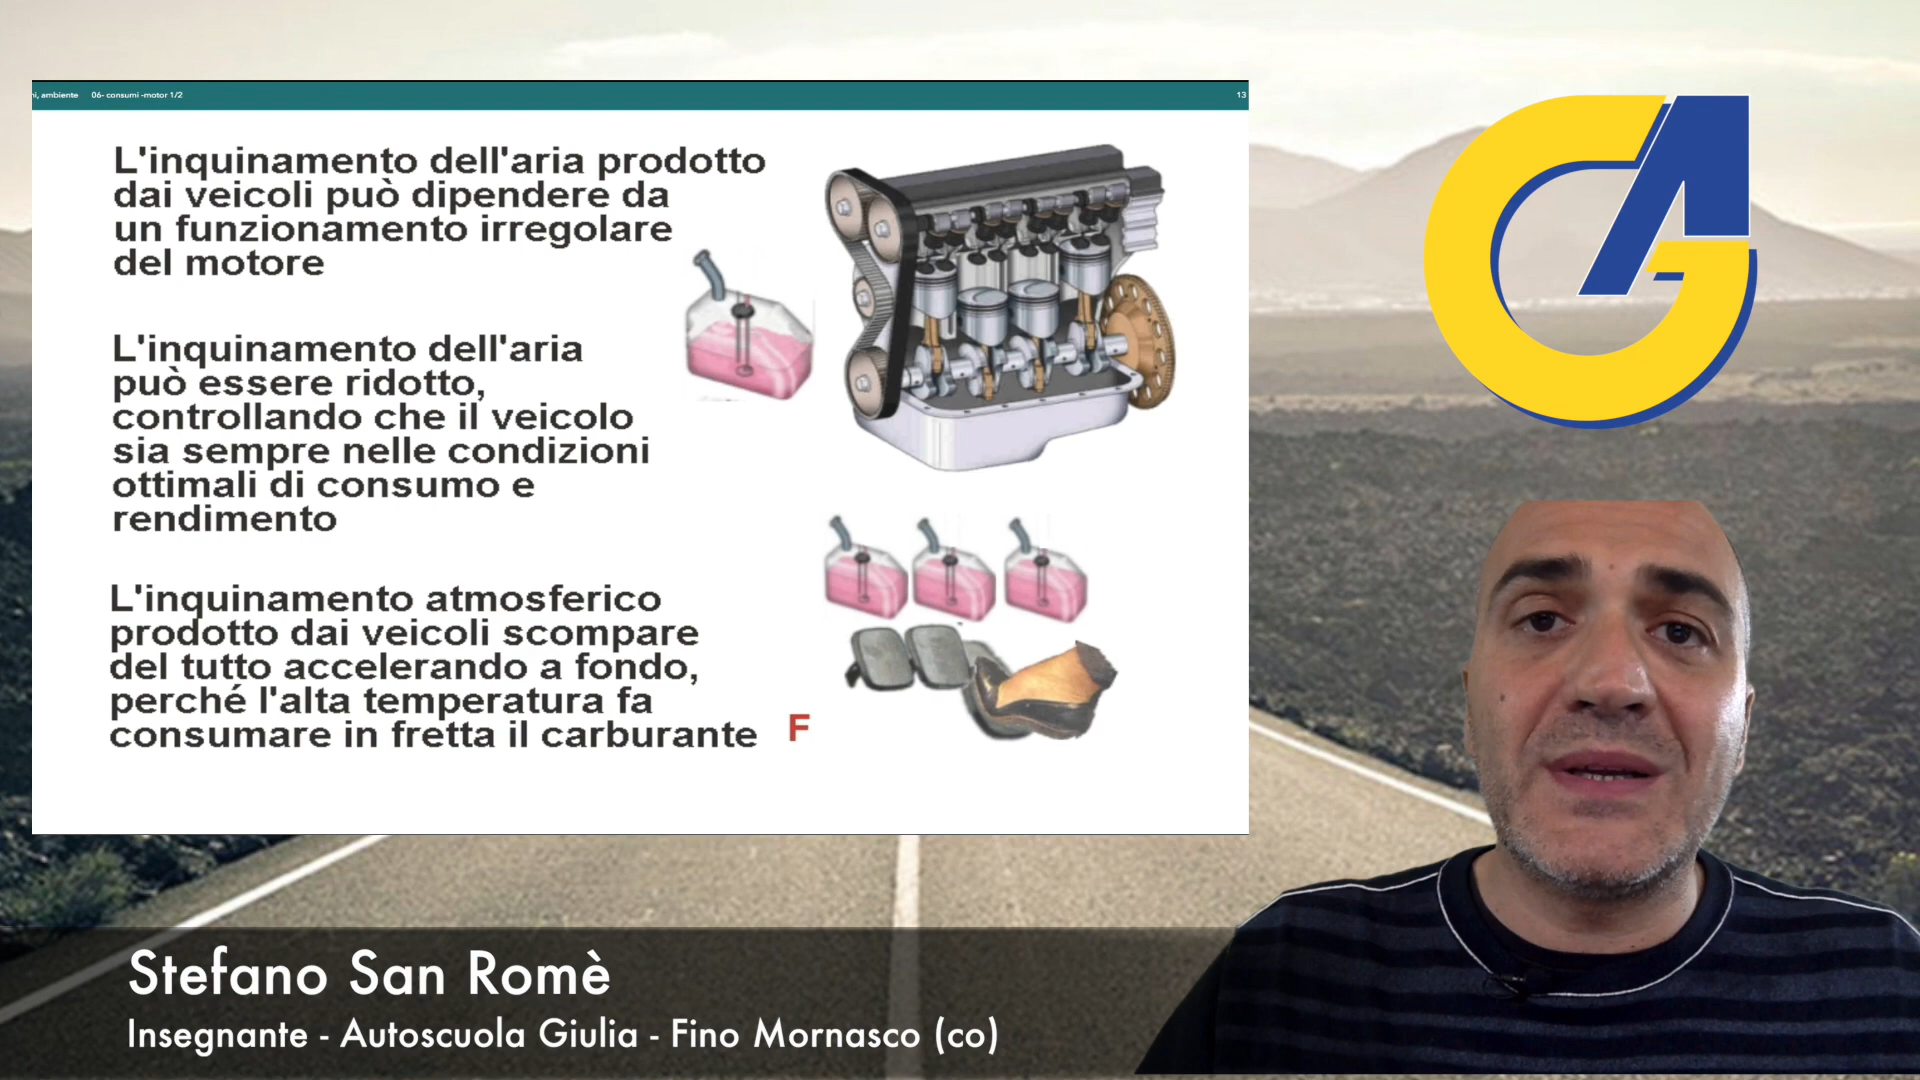 ni, ambiente 06- consumi -motor 1/2 13
L'inquinamento dell'aria prodotto
dai veicoli può dipendere da
un funzionamento irregolare
del motore
L'inquinamento dell'aria
può essere ridotto,
controllando che il veicolo
sia sempre nelle condizioni
ottimali di consumo e
rendimento
L'inquinamento atmosferico
prodotto dai veicoli scompare
del tutto accelerando a fondo,
perché l'alta temperatura fa
consumare in fretta il carburante F
Stefano San Romè
Insegnante - Autoscuola Giulia - Fino Mornasco (co)